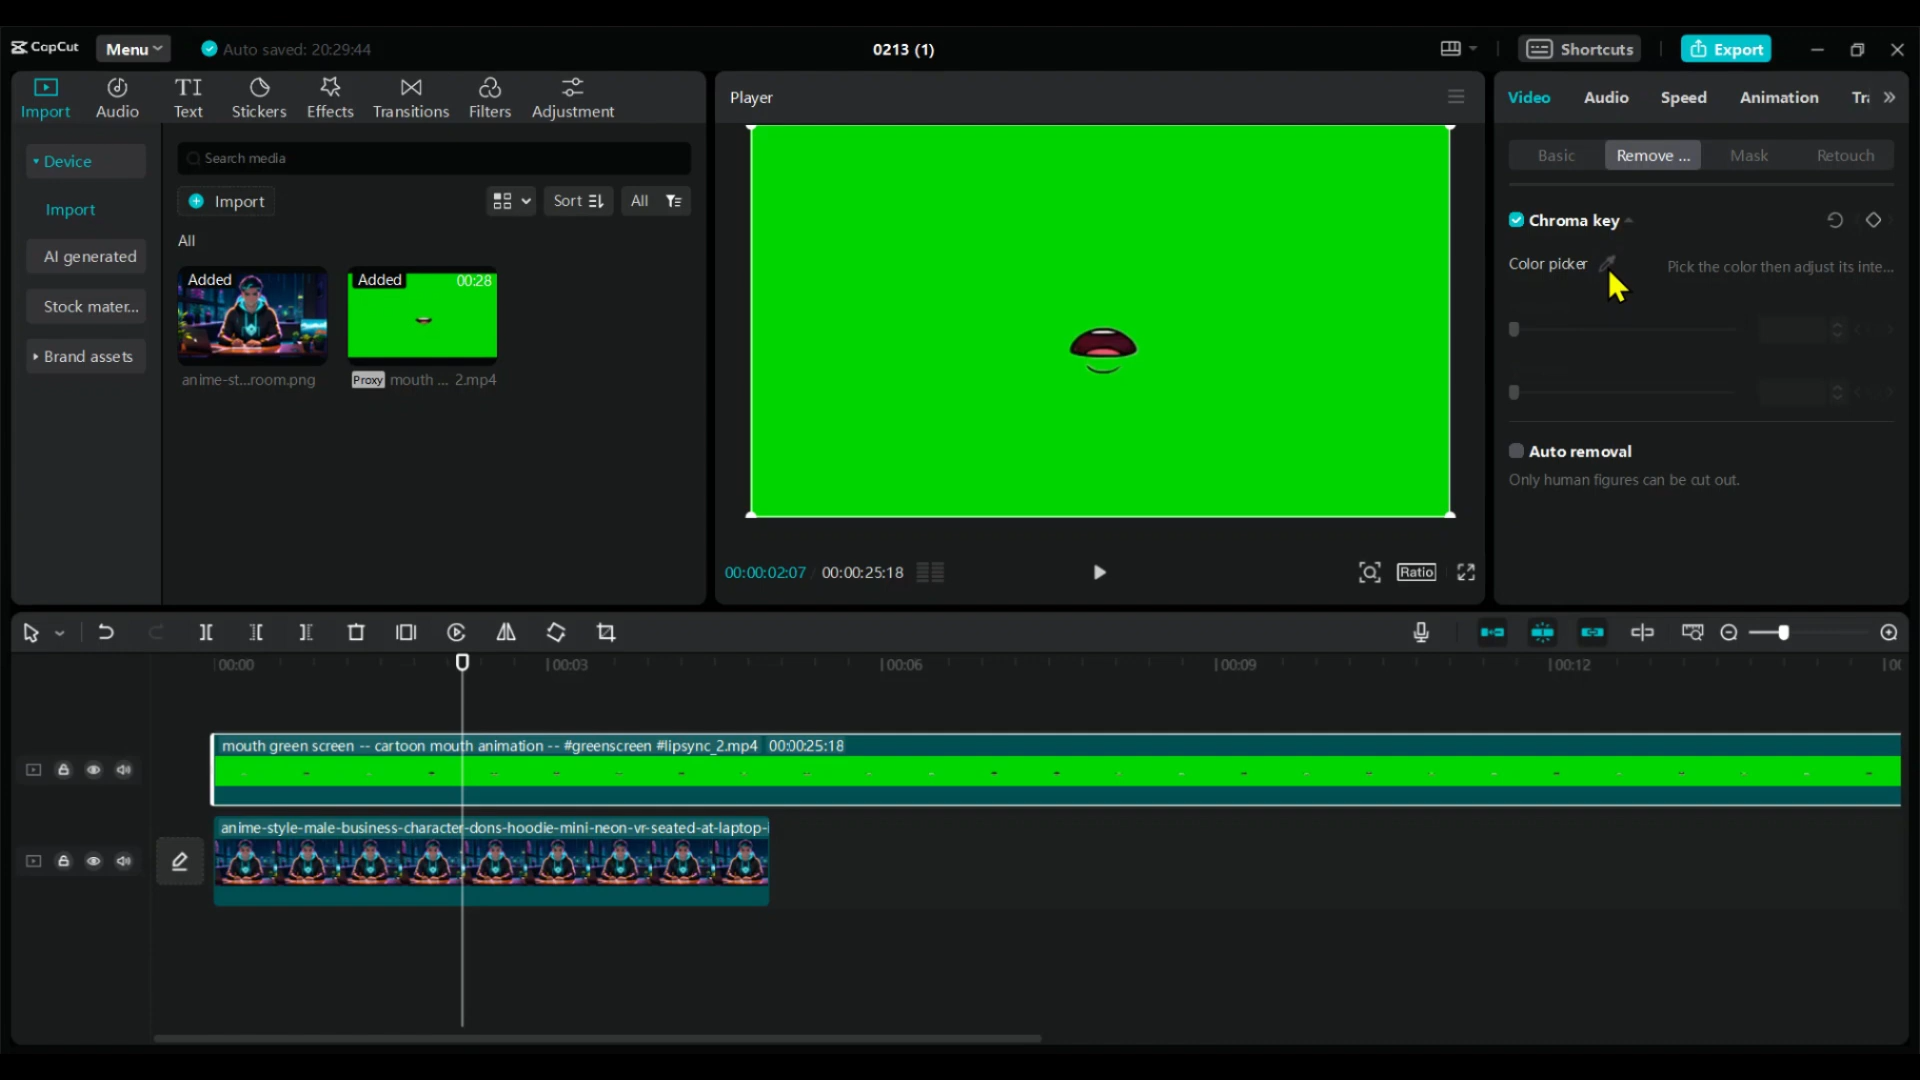 CapCut
Menu
Auto saved: 20:29:44
0213 (1)
Shortcuts
Export
Import
Audio
Text
Stickers
Effects
Transitions
Filters
Adjustment
Device
Import
AI generated
Stock mater...
Brand assets
Search media
Import
Sort
All
All
Added
Added
00:28
anime-st...room.png
Proxy mouth ... 2.mp4
Player
00:00:02:07 00:00:25:18
Ratio
Video
Audio
Speed
Animation
Basic
Remove ...
Mask
Retouch
Chroma key
Color picker
Pick the color then adjust its inte...
Auto removal
Only human figures can be cut out.
00:00
00:03
00:06
00:09
00:12
mouth green screen -- cartoon mouth animation -- #greenscreen #lipsync_2.mp4 00:00:25:18
anime-style-male-business-character-dons-hoodie-mini-neon-vr-seated-at-laptop-i